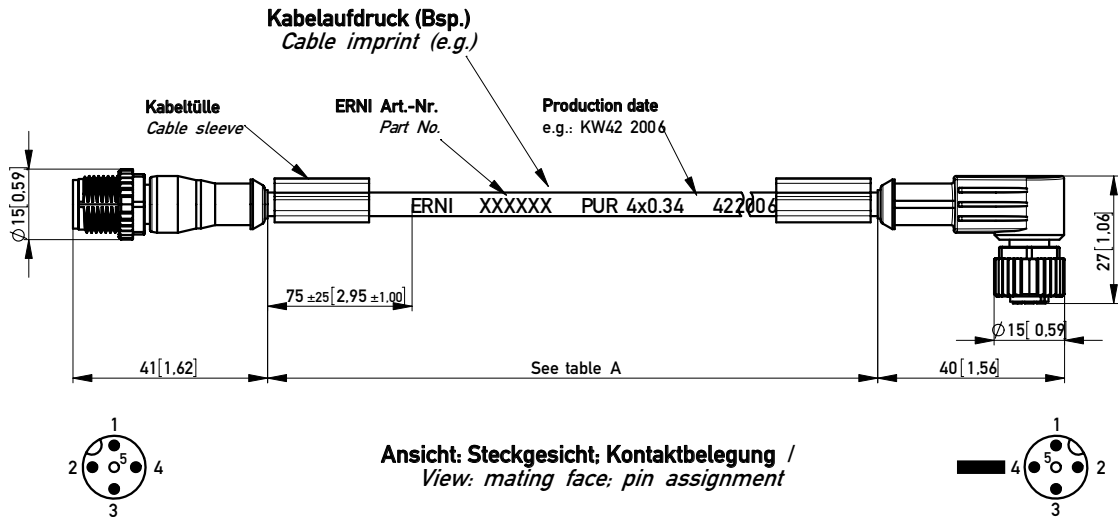 Kabelaufdruck (Bsp.)
Cable imprint (e.g.)
Kabeltülle
Cable sleeve
ERNI Art.-Nr.
Part No.
Production date
e.g.: KW42 2006
ERNI XXXXXX PUR 4x0.34 422006
∅15[0,59]
27[1.06]
75 ±25[2,95 ±1,00]
∅15[0,59]
41[1,62]
See table A
40[1,56]
1
2 5 4
3
Ansicht: Steckgesicht; Kontaktbelegung /
View: mating face; pin assignment
1
4 5 2
3